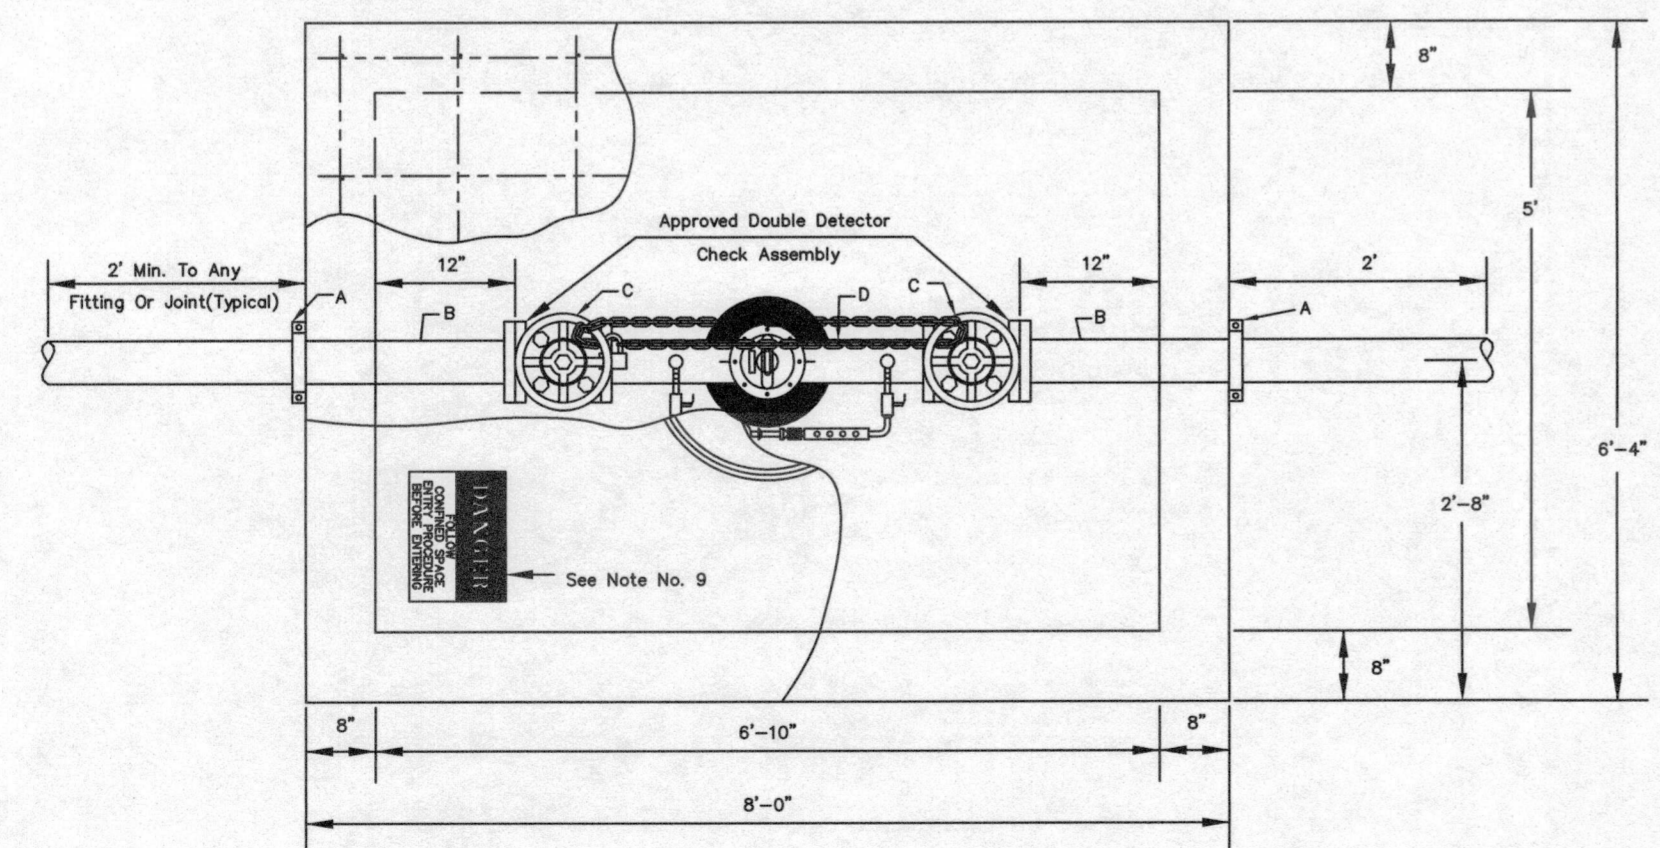 8"
5'
Approved Double Detector
Check Assembly
2' Min. To Any
Fitting Or Joint(Typical)
12"
12"
2'
A
B
C
D
C
B
A
6'-4"
2'-8"
DANGER
FOLLOW
CONFINED SPACE
ENTRY PROCEDURE
BEFORE ENTERING
See Note No. 9
8"
8"
6'-10"
8"
8'-0"